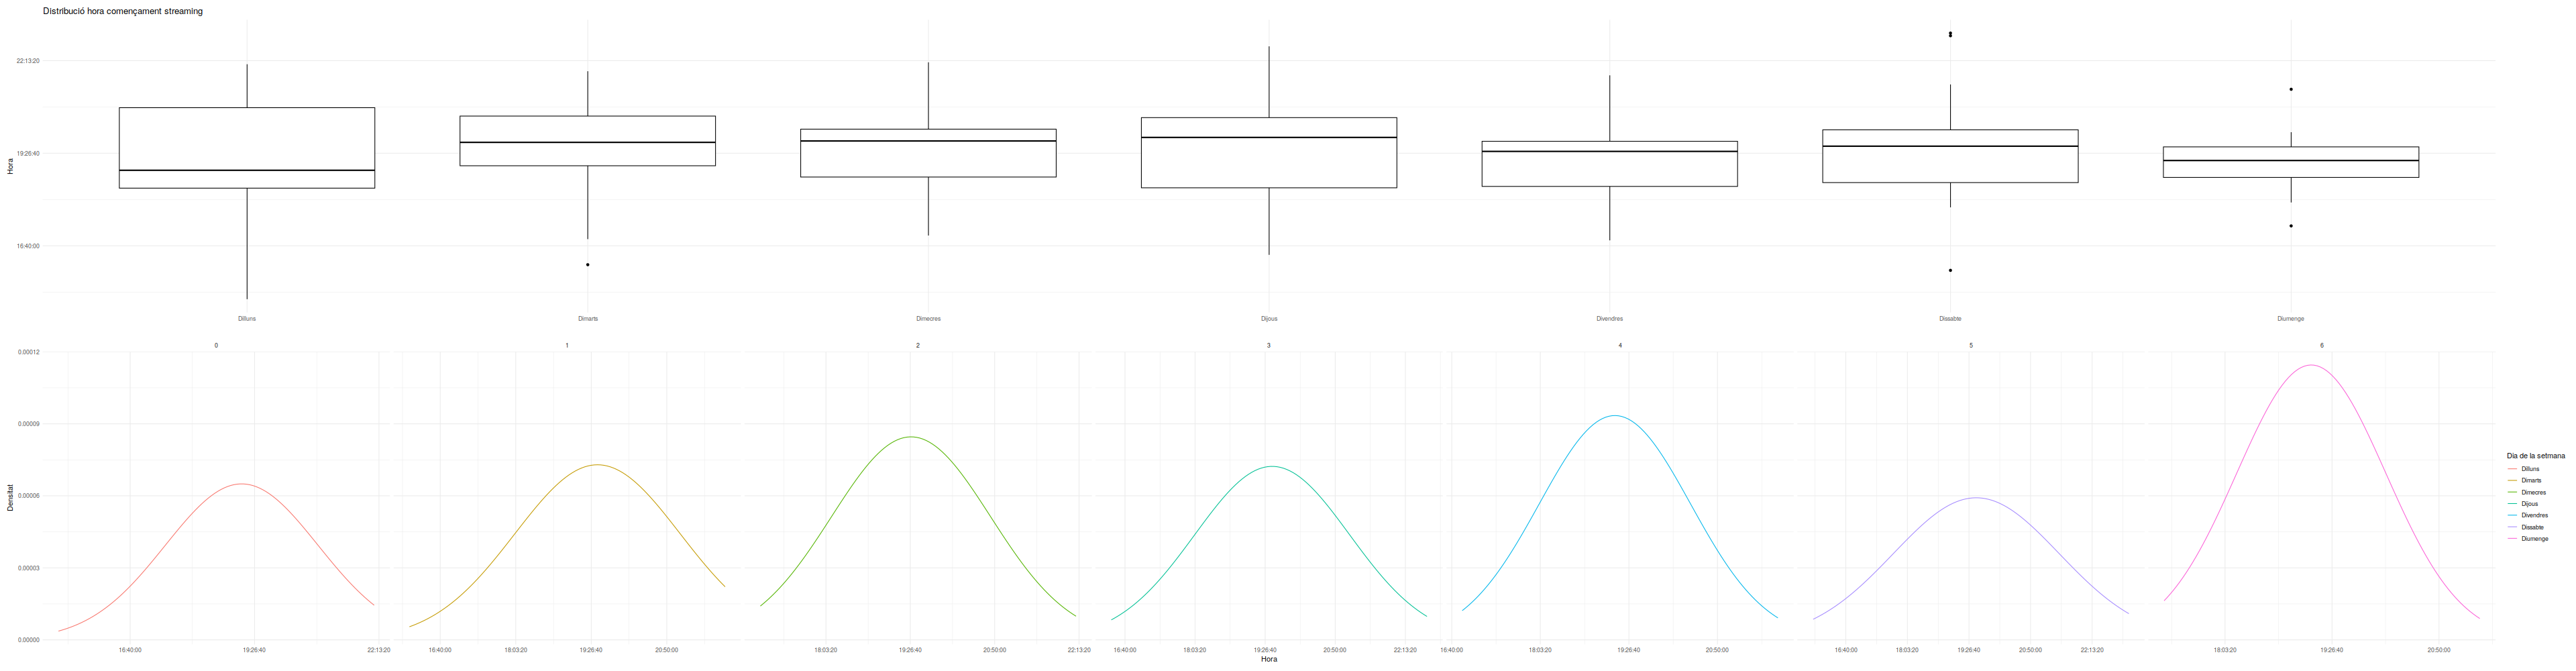 Distribució hora començament streaming
Hora
22:13:20
19:26:40
16:40:00
Dilluns Dimarts Dimecres Dijous Divendres Dissabte Diumenge
0 1 2 3 4 5 6
Densitat
0.00012
0.00009
0.00006
0.00003
0.00000
16:40:00 19:26:40 22:13:20 16:40:00 18:03:20 19:26:40 20:50:00 18:03:20 19:26:40 20:50:00 22:13:20 16:40:00 18:03:20 19:26:40 20:50:00 22:13:20 16:40:00 18:03:20 19:26:40 20:50:00 16:40:00 18:03:20 19:26:40 20:50:00 22:13:20 18:03:20 19:26:40 20:50:00
Hora
Dia de la setmana
Dilluns
Dimarts
Dimecres
Dijous
Divendres
Dissabte
Diumenge